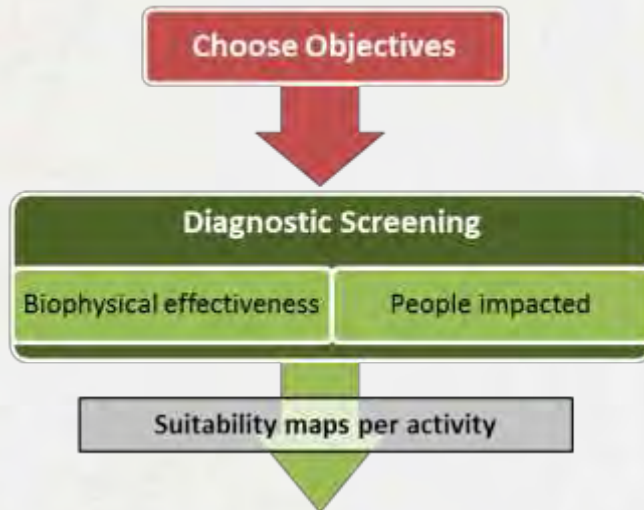 Choose Objectives
Diagnostic Screening
Biophysical effectiveness
People impacted
Suitability maps per activity